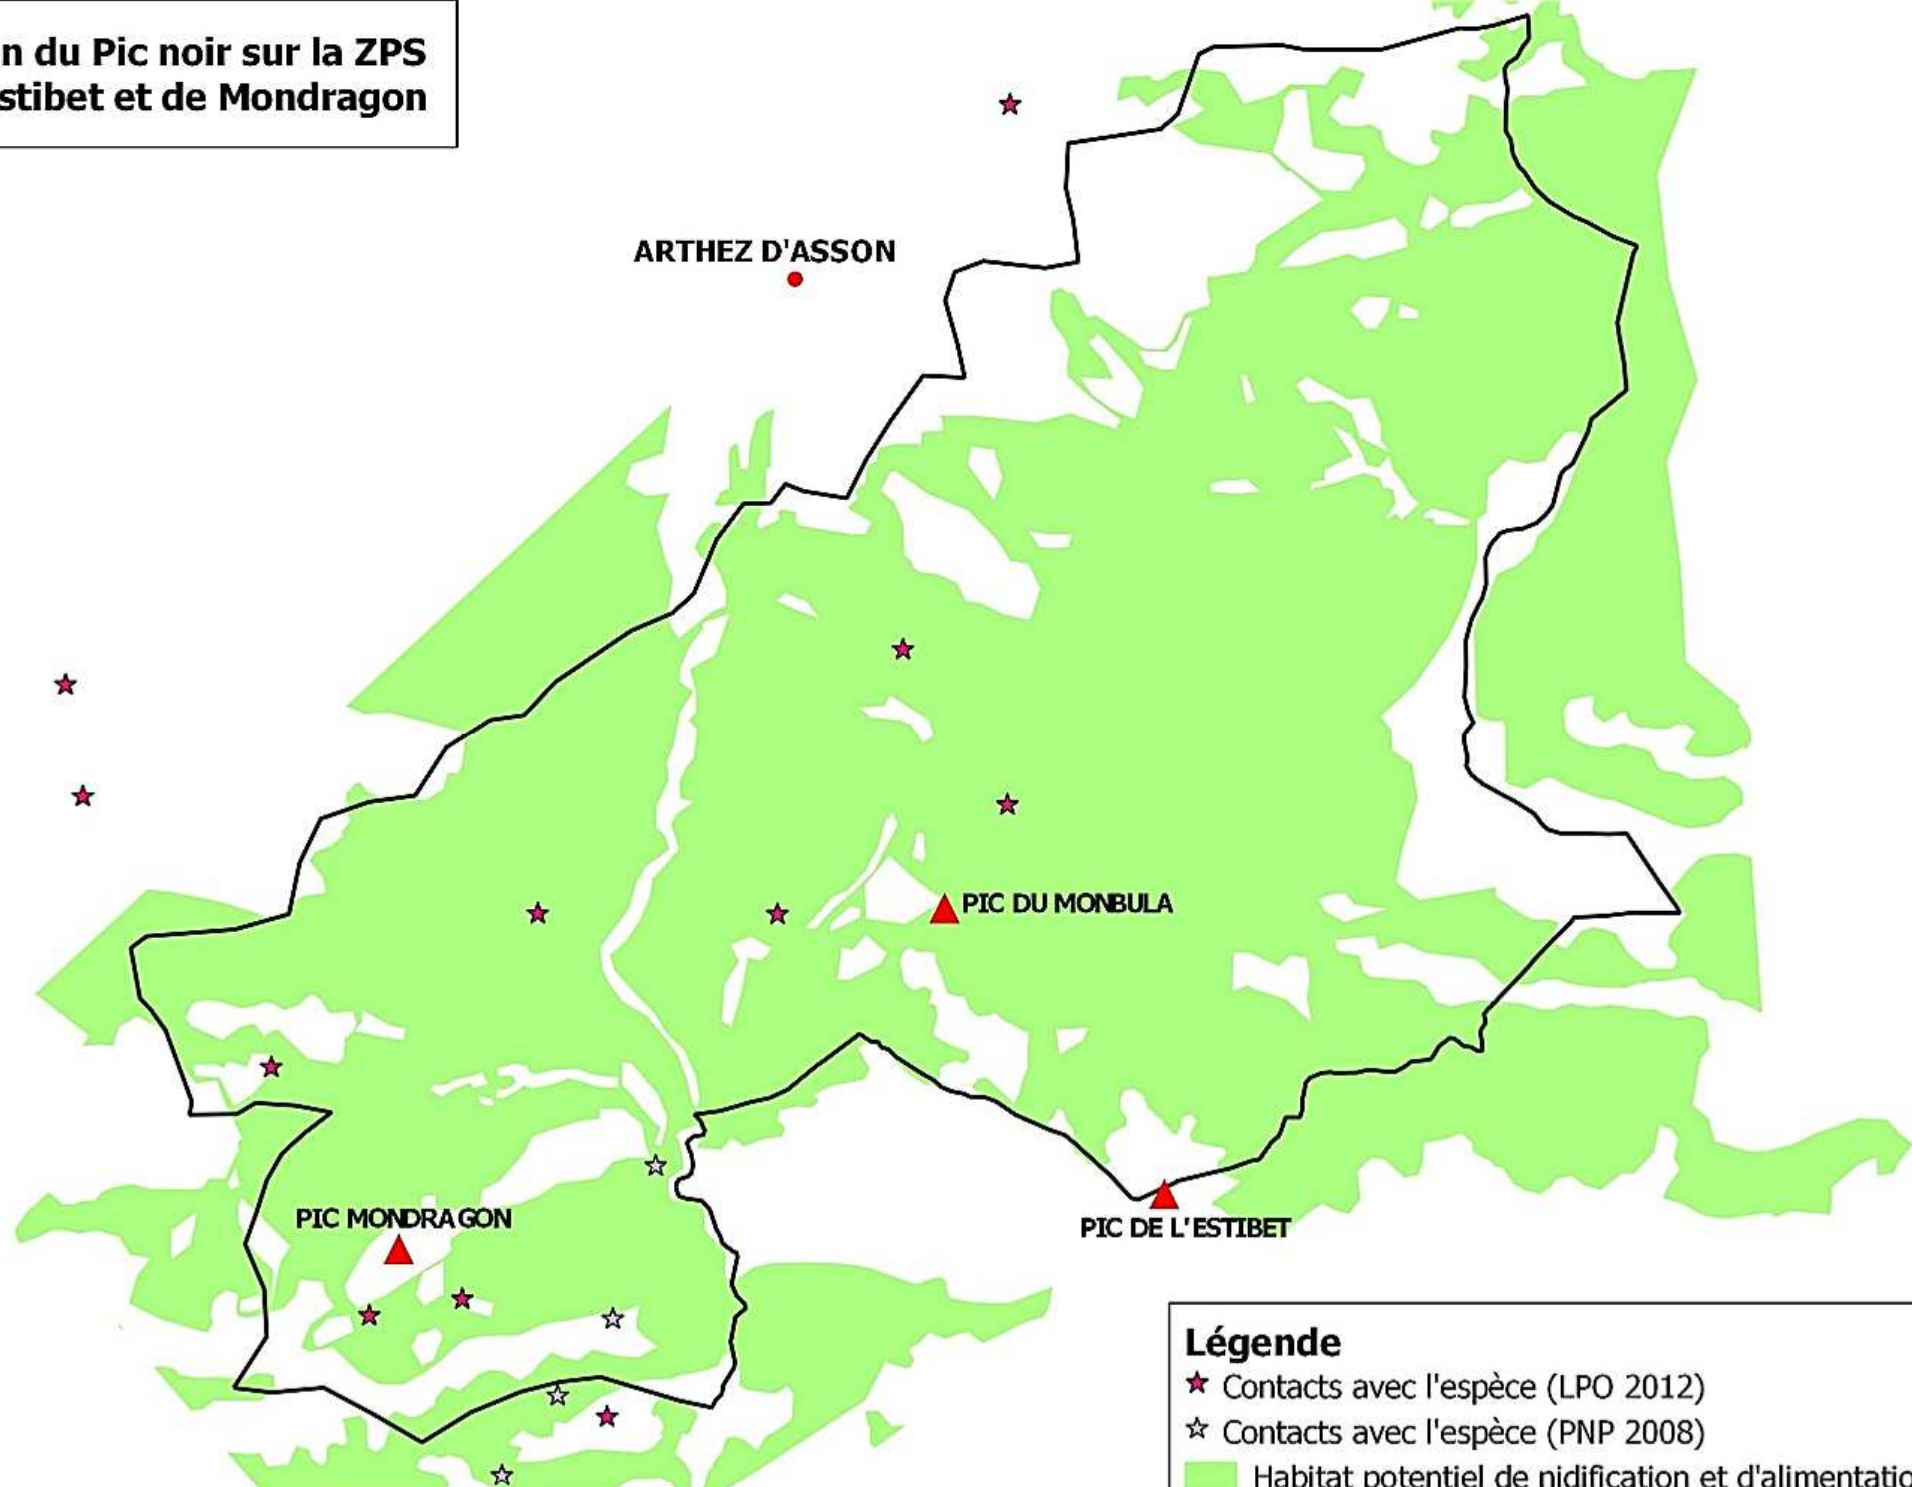 n du Pic noir sur la ZPS
stibet et de Mondragon
ARTHEZ D'ASSON
PIC DU MONBULA
PIC MONDRAGON
PIC DE L'ESTIBET
Légende
Contacts avec l'espèce (LPO 2012)
Contacts avec l'espèce (PNP 2008)
Habitat potentiel de nidification et d'alimentatio